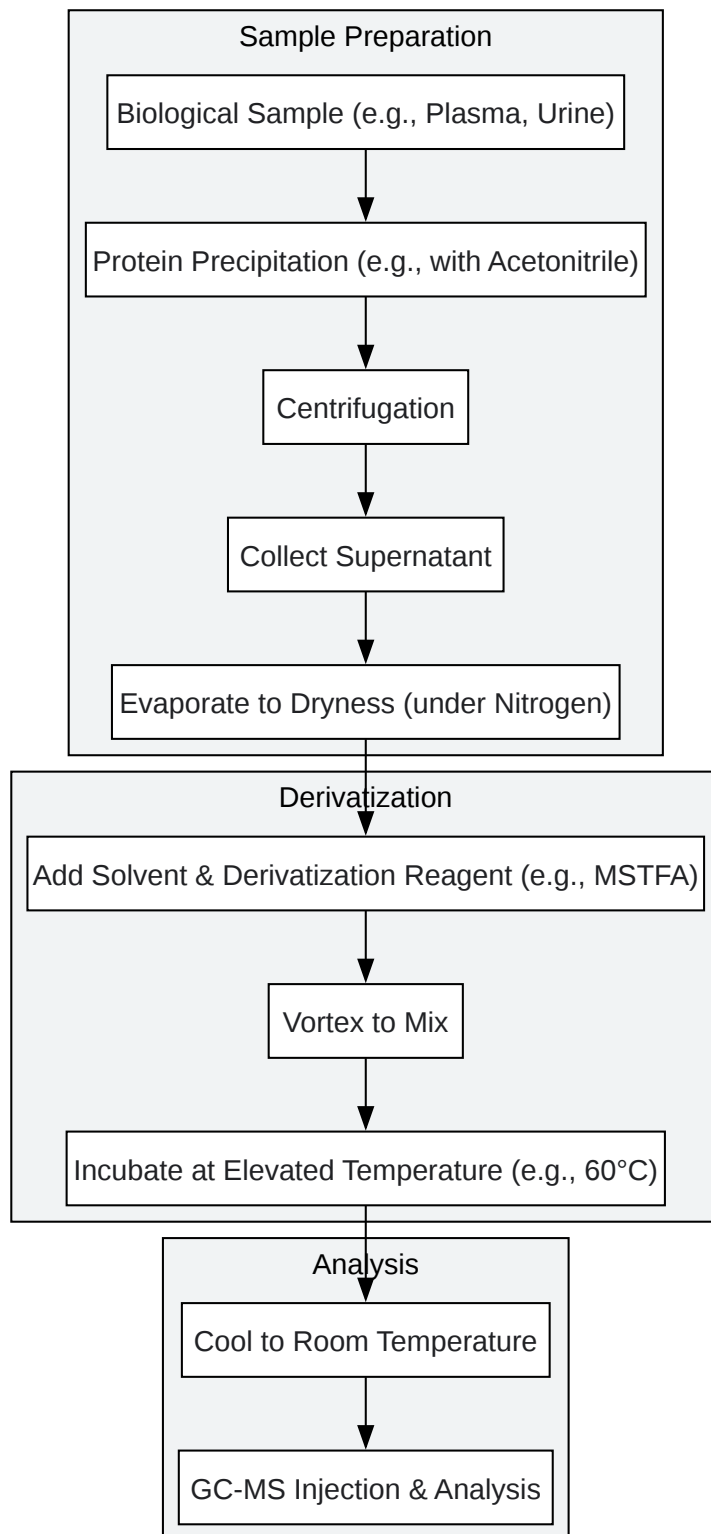 Sample Preparation
Biological Sample (e.g., Plasma, Urine)
Protein Precipitation (e.g., with Acetonitrile)
Centrifugation
Collect Supernatant
Evaporate to Dryness (under Nitrogen)
Derivatization
Add Solvent & Derivatization Reagent (e.g., MSTFA)
Vortex to Mix
Incubate at Elevated Temperature (e.g., 60°C)
Analysis
Cool to Room Temperature
GC-MS Injection & Analysis